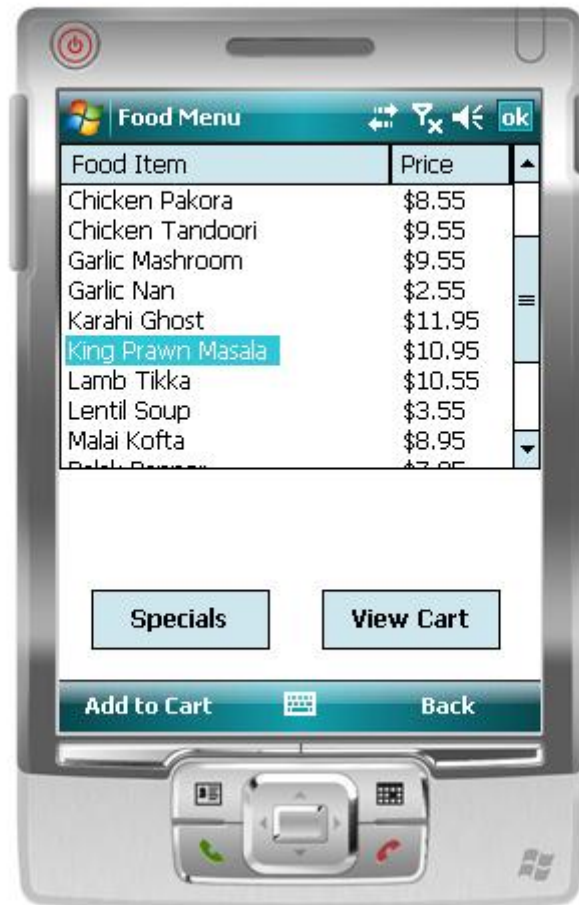 Food Menu ok
Food Item Price
Chicken Pakora $8.55
Chicken Tandoori $9.55
Garlic Mashroom $9.55
Garlic Nan $2.55
Karahi Ghost $11.95
King Prawn Masala $10.95
Lamb Tikka $10.55
Lentil Soup $3.55
Malai Kofta $8.95
Specials View Cart
Add to Cart Back